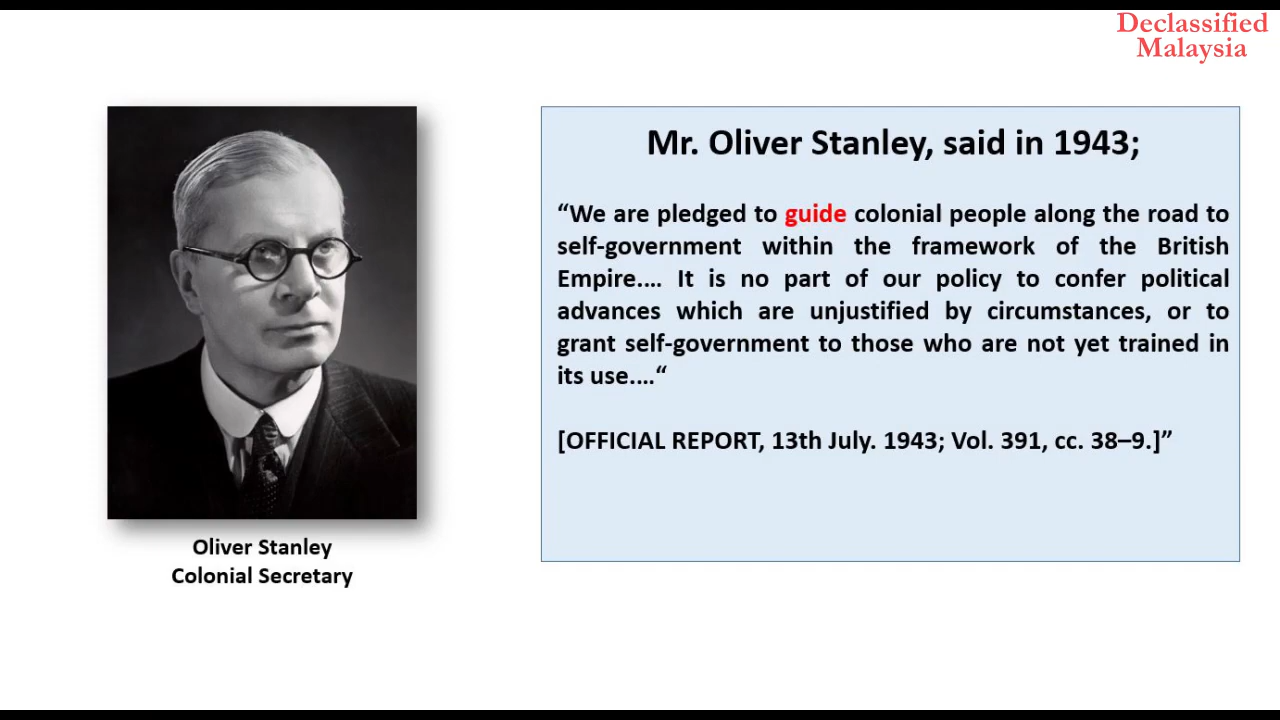 Declassified
Malaysia
Mr. Oliver Stanley, said in 1943;
“We are pledged to guide colonial people along the road to
self-government within the framework of the British
Empire.… It is no part of our policy to confer political
advances which are unjustified by circumstances, or to
grant self-government to those who are not yet trained in
its use.…“
[OFFICIAL REPORT, 13th July. 1943; Vol. 391, cc. 38–9.]”
Oliver Stanley
Colonial Secretary